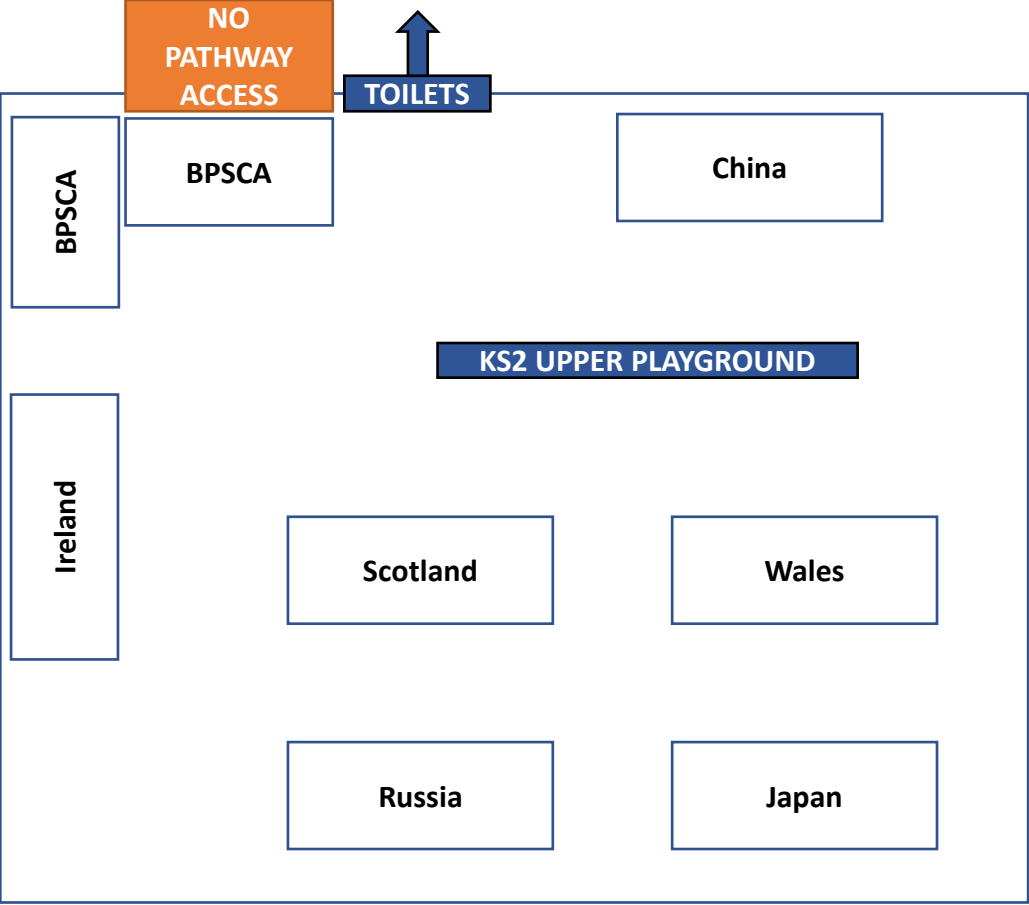 NO
PATHWAY
ACCESS
TOILETS
BPSCA
BPSCA
China
KS2 UPPER PLAYGROUND
Ireland
Scotland
Wales
Russia
Japan